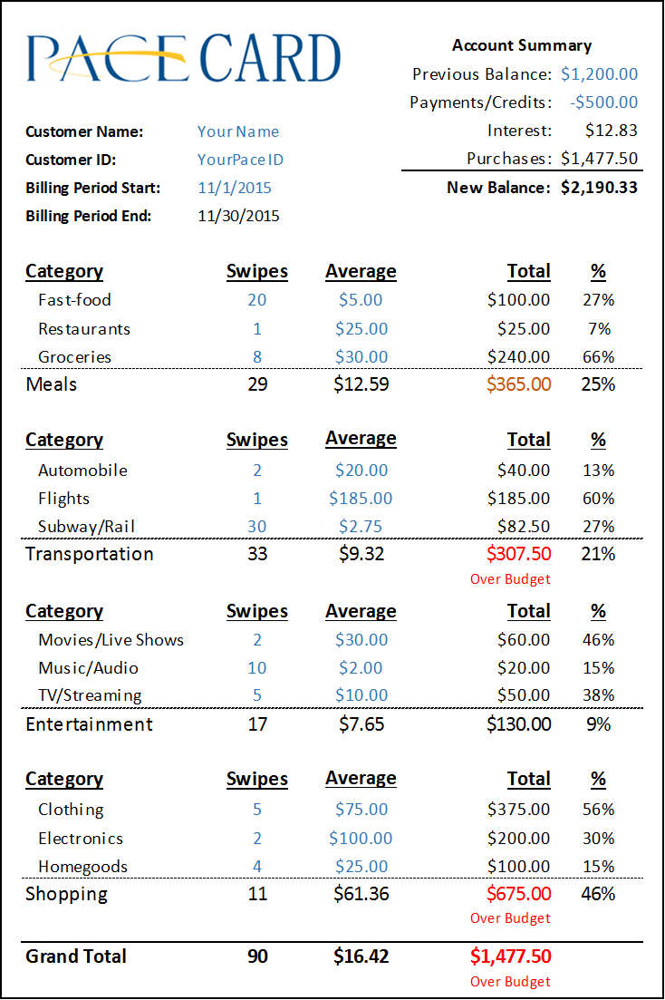 PACE CARD
Account Summary
Previous Balance: $1,200.00
Payments/Credits: -$500.00
Customer Name: Your Name Interest: $12.83
Customer ID: YourPaceID Purchases: $1,477.50
Billing Period Start: 11/1/2015 New Balance: $2,190.33
Billing Period End: 11/30/2015
Category Swipes Average Total %
Fast-food 20 $5.00 $100.00 27%
Restaurants 1 $25.00 $25.00 7%
Groceries 8 $30.00 $240.00 66%
Meals 29 $12.59 $365.00 25%
Category Swipes Average Total %
Automobile 2 $20.00 $40.00 13%
Flights 1 $185.00 $185.00 60%
Subway/Rail 30 $2.75 $82.50 27%
Transportation 33 $9.32 $307.50 21%
Over Budget
Category Swipes Average Total %
Movies/Live Shows 2 $30.00 $60.00 46%
Music/Audio 10 $2.00 $20.00 15%
TV/Streaming 5 $10.00 $50.00 38%
Entertainment 17 $7.65 $130.00 9%
Category Swipes Average Total %
Clothing 5 $75.00 $375.00 56%
Electronics 2 $100.00 $200.00 30%
Homegoods 4 $25.00 $100.00 15%
Shopping 11 $61.36 $675.00 46%
Over Budget
Grand Total 90 $16.42 $1,477.50
Over Budget